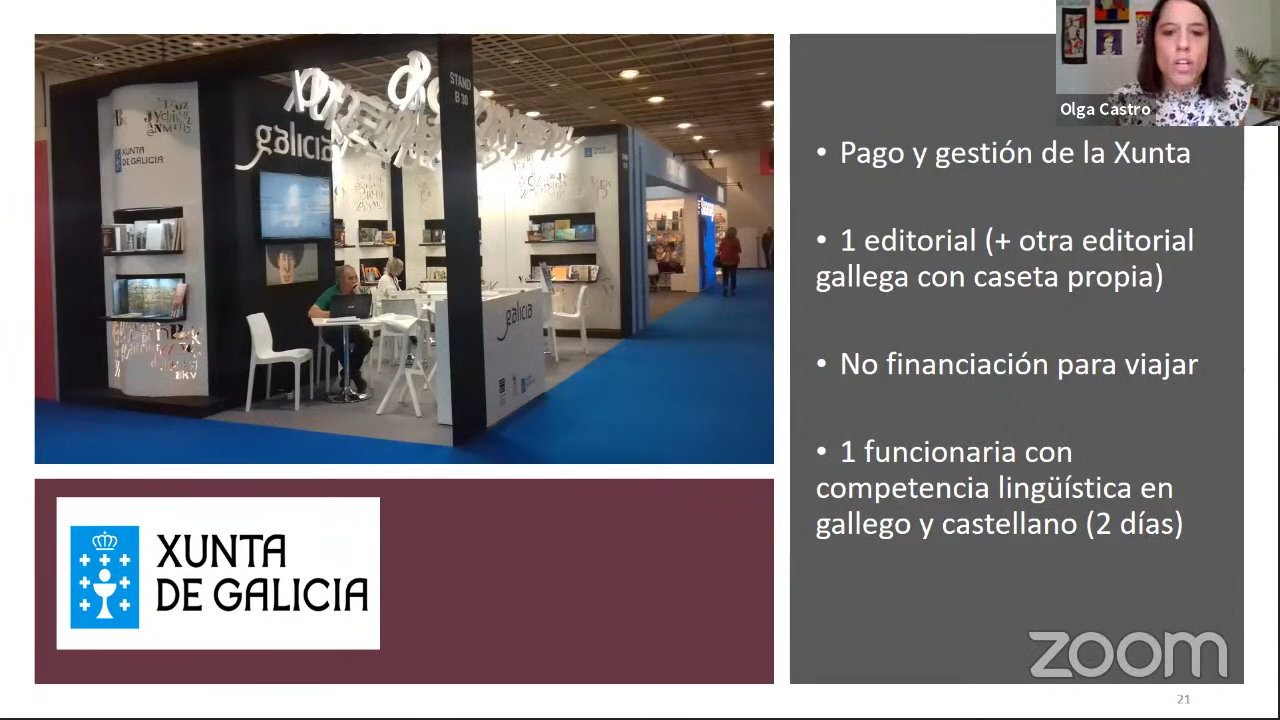 STAND
B 30
galicia
XUNTA
DE GALICIA
galicia
XUNTA
DE GALICIA
Olga Castro
• Pago y gestión de la Xunta
• 1 editorial (+ otra editorial
gallega con caseta propia)
• No financiación para viajar
• 1 funcionaria con
competencia lingüística en
gallego y castellano (2 días)
zoom
21